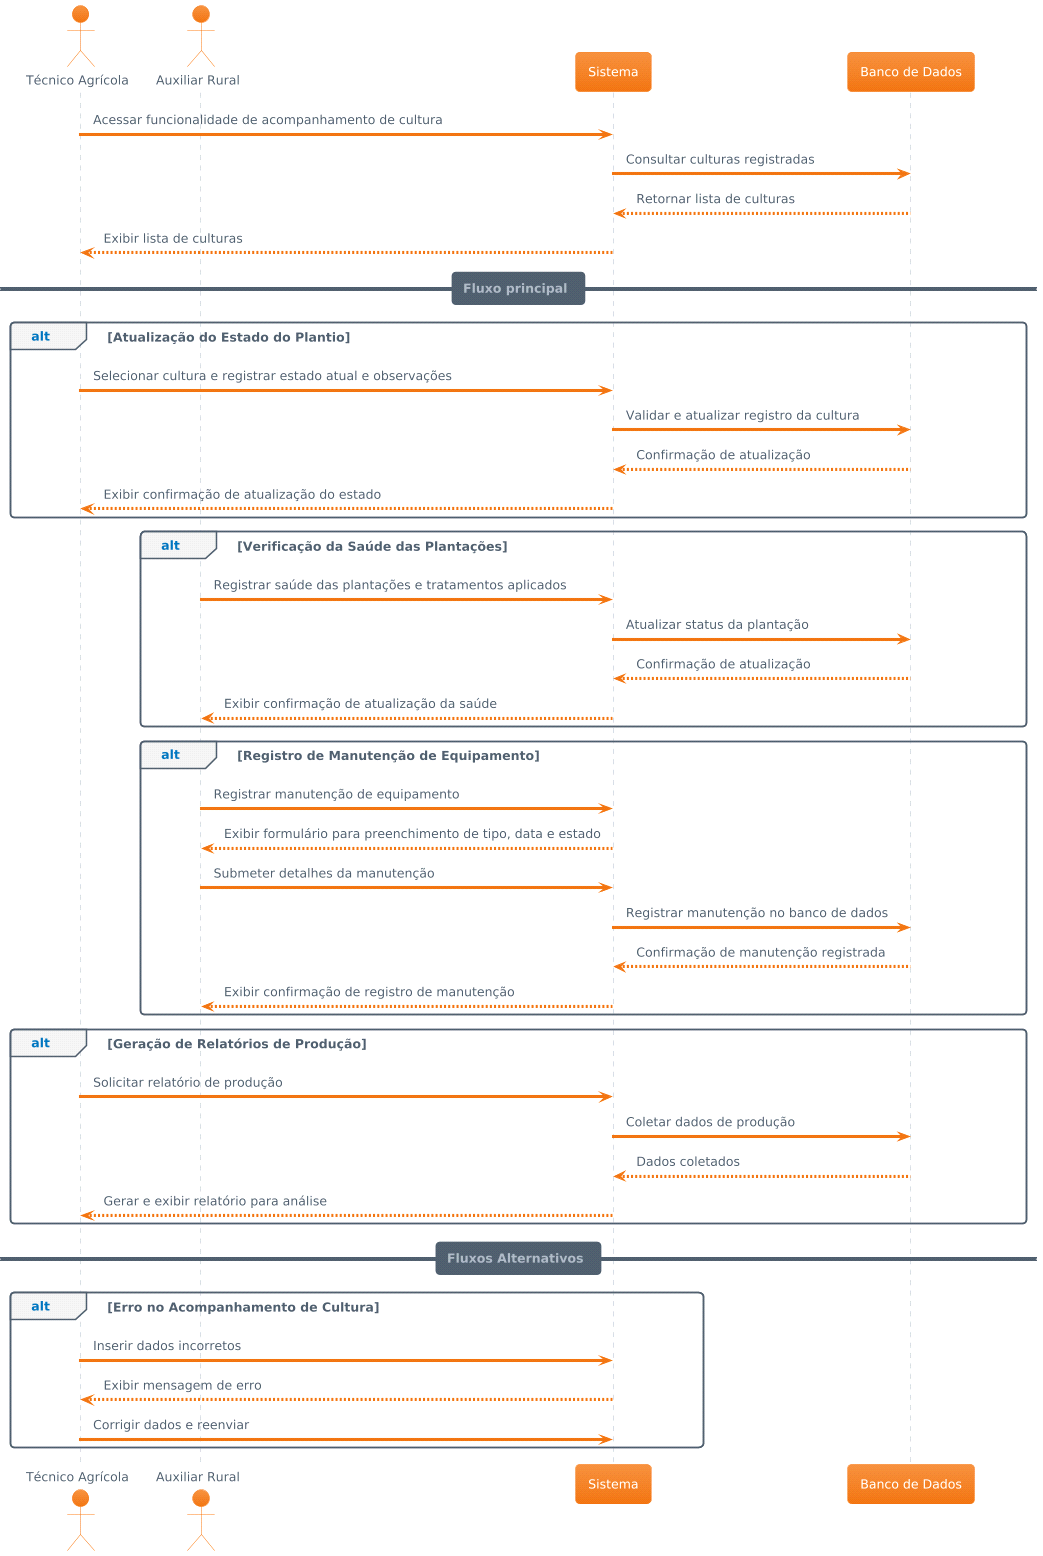 Técnico Agrícola
Auxiliar Rural
Sistema
Banco de Dados
Acessar funcionalidade de acompanhamento de cultura
Consultar culturas registradas
Retornar lista de culturas
Exibir lista de culturas
Fluxo principal
alt [Atualização do Estado do Plantio]
Selecionar cultura e registrar estado atual e observações
Validar e atualizar registro da cultura
Confirmação de atualização
Exibir confirmação de atualização do estado
alt [Verificação da Saúde das Plantações]
Registrar saúde das plantações e tratamentos aplicados
Atualizar status da plantação
Confirmação de atualização
Exibir confirmação de atualização da saúde
alt [Registro de Manutenção de Equipamento]
Registrar manutenção de equipamento
Exibir formulário para preenchimento de tipo, data e estado
Submeter detalhes da manutenção
Registrar manutenção no banco de dados
Confirmação de manutenção registrada
Exibir confirmação de registro de manutenção
alt [Geração de Relatórios de Produção]
Solicitar relatório de produção
Coletar dados de produção
Dados coletados
Gerar e exibir relatório para análise
Fluxos Alternativos
alt [Erro no Acompanhamento de Cultura]
Inserir dados incorretos
Exibir mensagem de erro
Corrigir dados e reenviar
Técnico Agrícola
Auxiliar Rural
Sistema
Banco de Dados